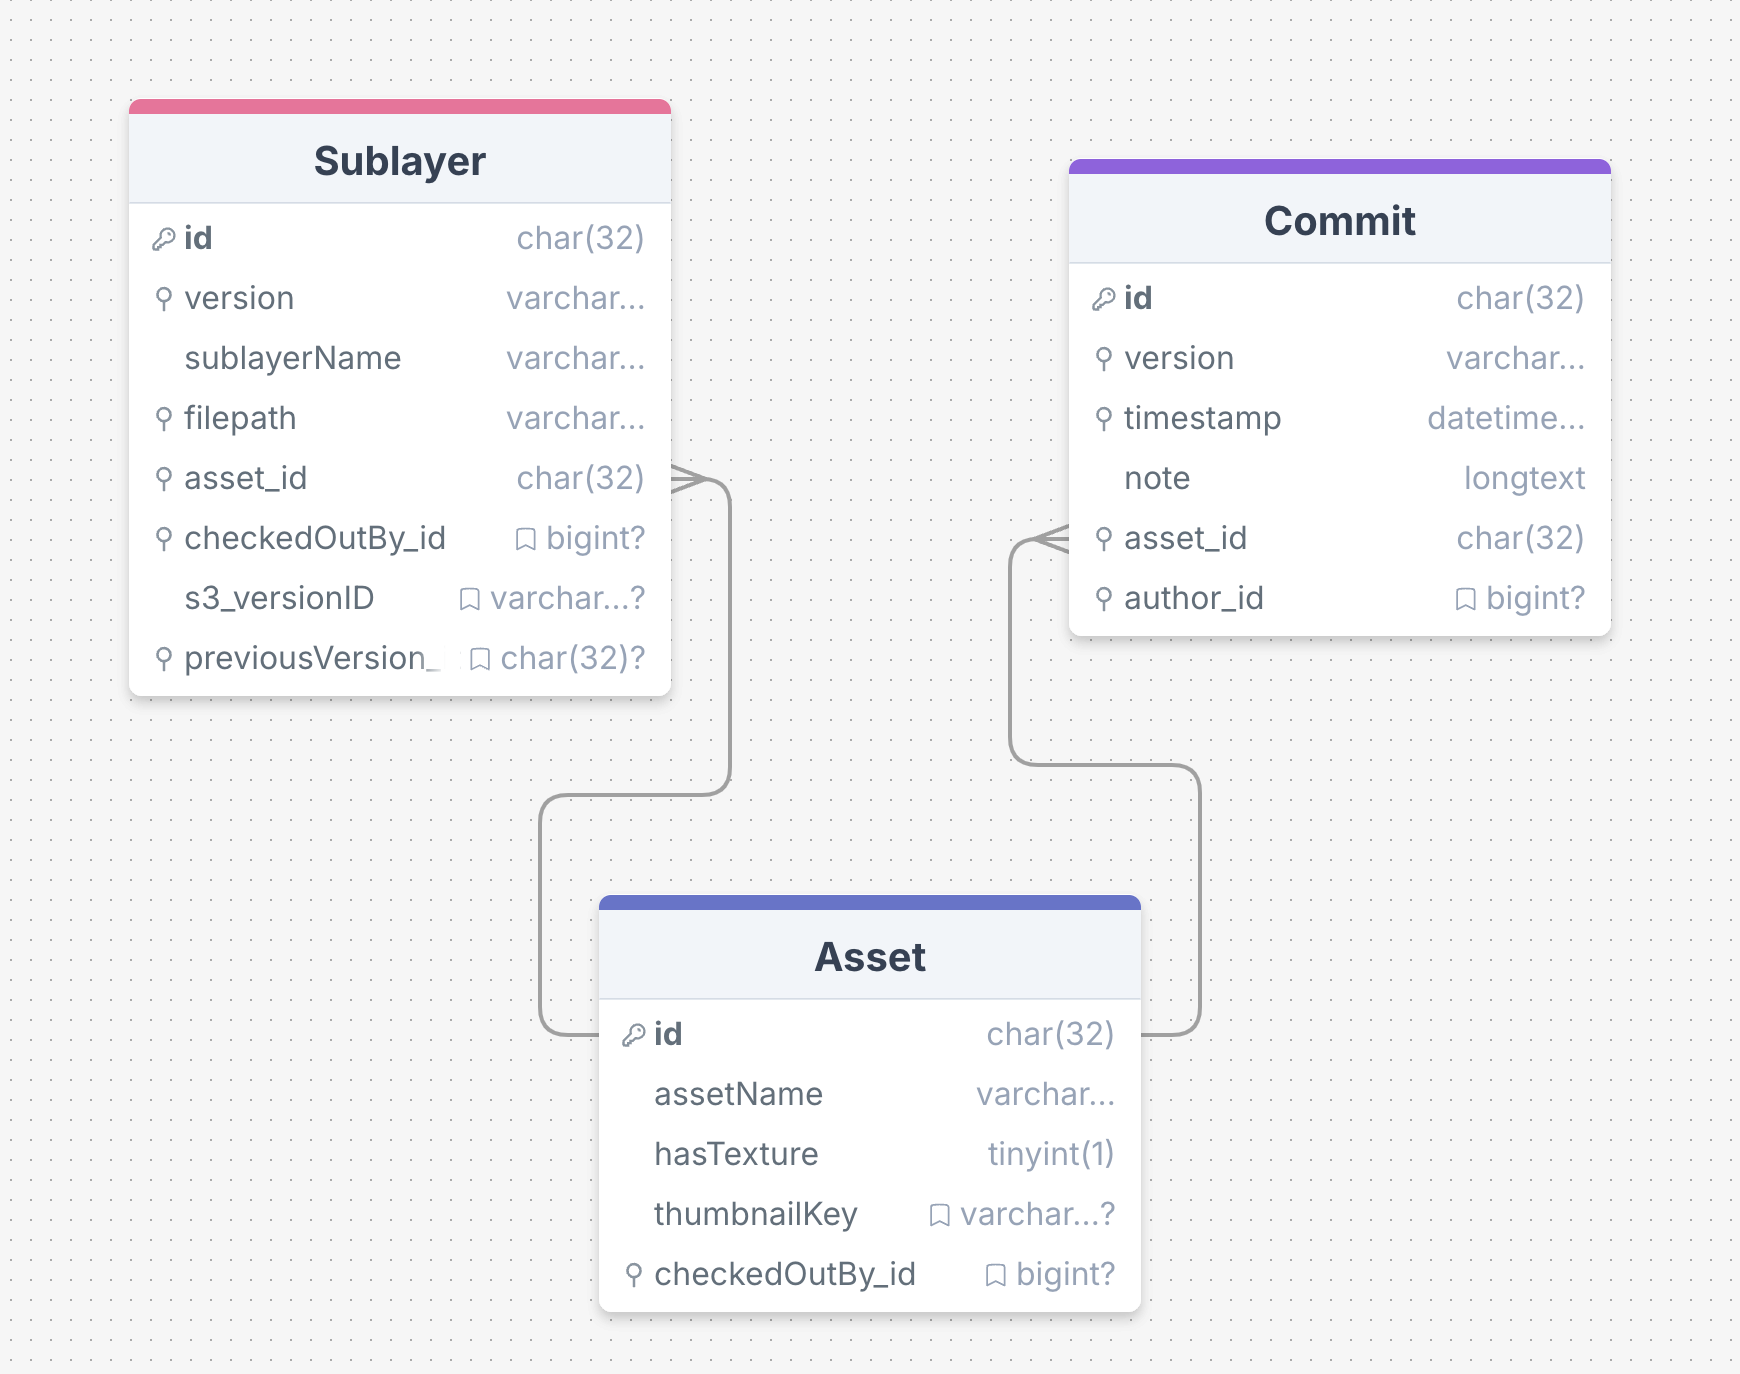 Sublayer
id char(32)
version varchar...
sublayerName varchar...
filepath varchar...
asset_id char(32)
checkedOutBy_id bigint?
s3_versionID varchar...?
previousVersion_ char(32)?
Commit
id char(32)
version varchar...
timestamp datetime...
note longtext
asset_id char(32)
author_id bigint?
Asset
id char(32)
assetName varchar...
hasTexture tinyint(1)
thumbnailKey varchar...?
checkedOutBy_id bigint?